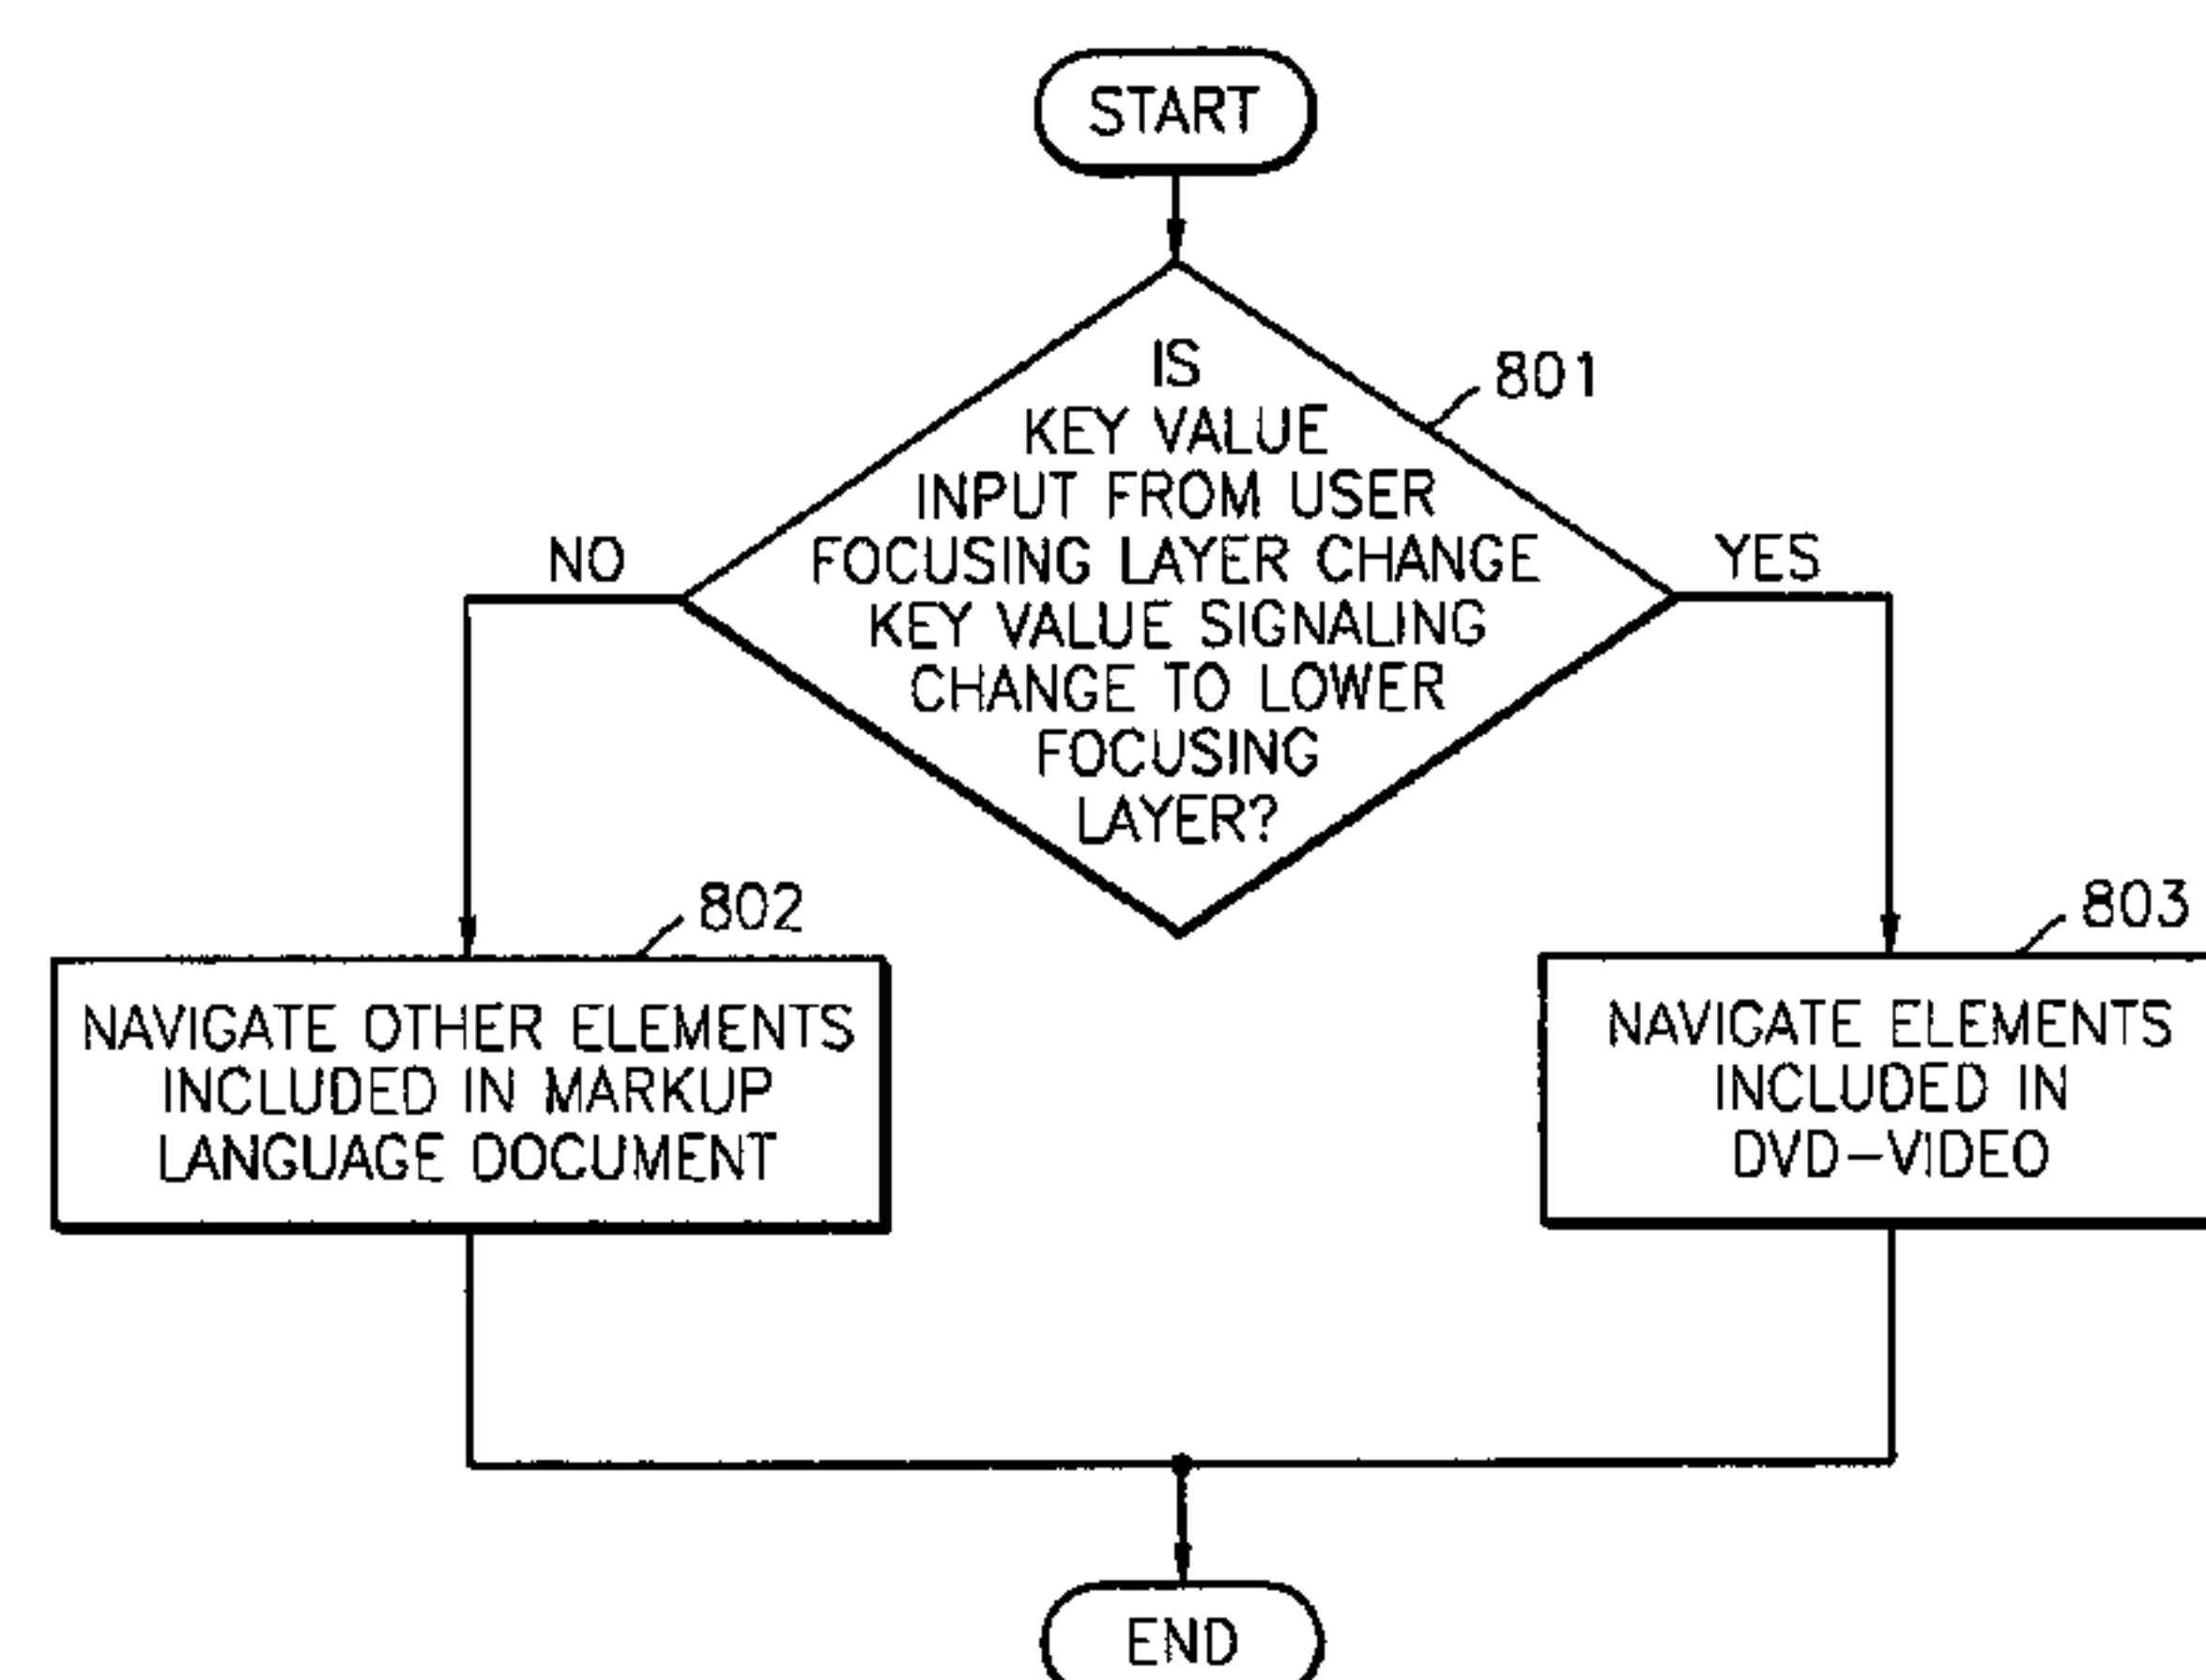 START
IS
KEY VALUE
INPUT FROM USER
FOCUSING LAYER CHANGE
KEY VALUE SIGNALING
CHANGE TO LOWER
FOCUSING
LAYER?
801
NO
YES
802
NAVIGATE OTHER ELEMENTS
INCLUDED IN MARKUP
LANGUAGE DOCUMENT
803
NAVIGATE ELEMENTS
INCLUDED IN
DVD-VIDEO
END